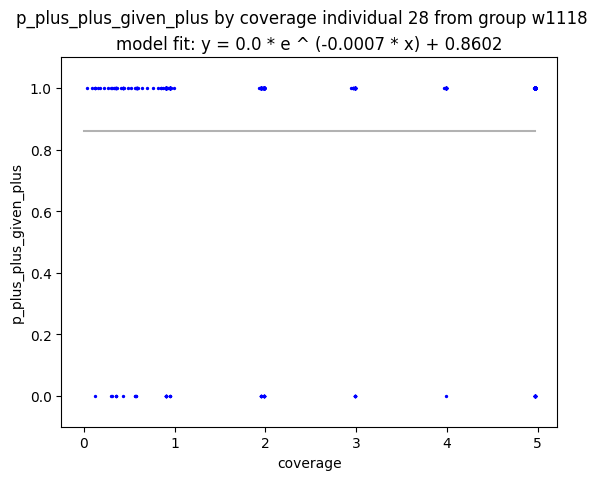 p_plus_plus_given_plus by coverage individual 28 from group w1118
model fit: y = 0.0 * e ^ (-0.0007 * x) + 0.8602
p_plus_plus_given_plus
1.0
0.8
0.6
0.4
0.2
0.0
0 1 2 3 4 5
coverage